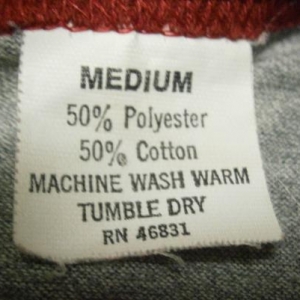 MEDIUM
50% Polyester
50% Cotton
MACHINE WASH WARM
TUMBLE DRY
RN 46831